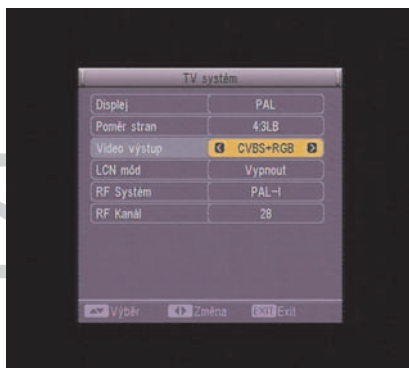 TV systém
Displej PAL
Poměr stran 4:3LB
Video výstup CVBS+RGB
LCN mód Vypnout
RF Systém PAL-I
RF Kanál 28
Výběr Změna EXIT Exit